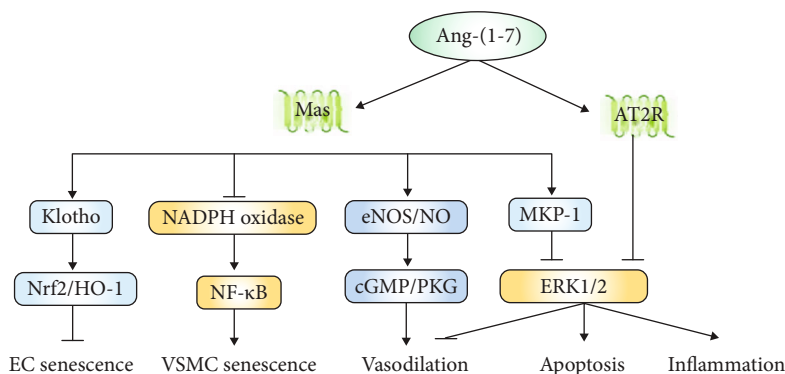 Ang-(1-7)
Mas
AT2R
Klotho
NADPH oxidase
eNOS/NO
MKP-1
Nrf2/HO-1
NF-κB
cGMP/PKG
ERK1/2
EC senescence
VSMC senescence
Vasodilation
Apoptosis
Inflammation